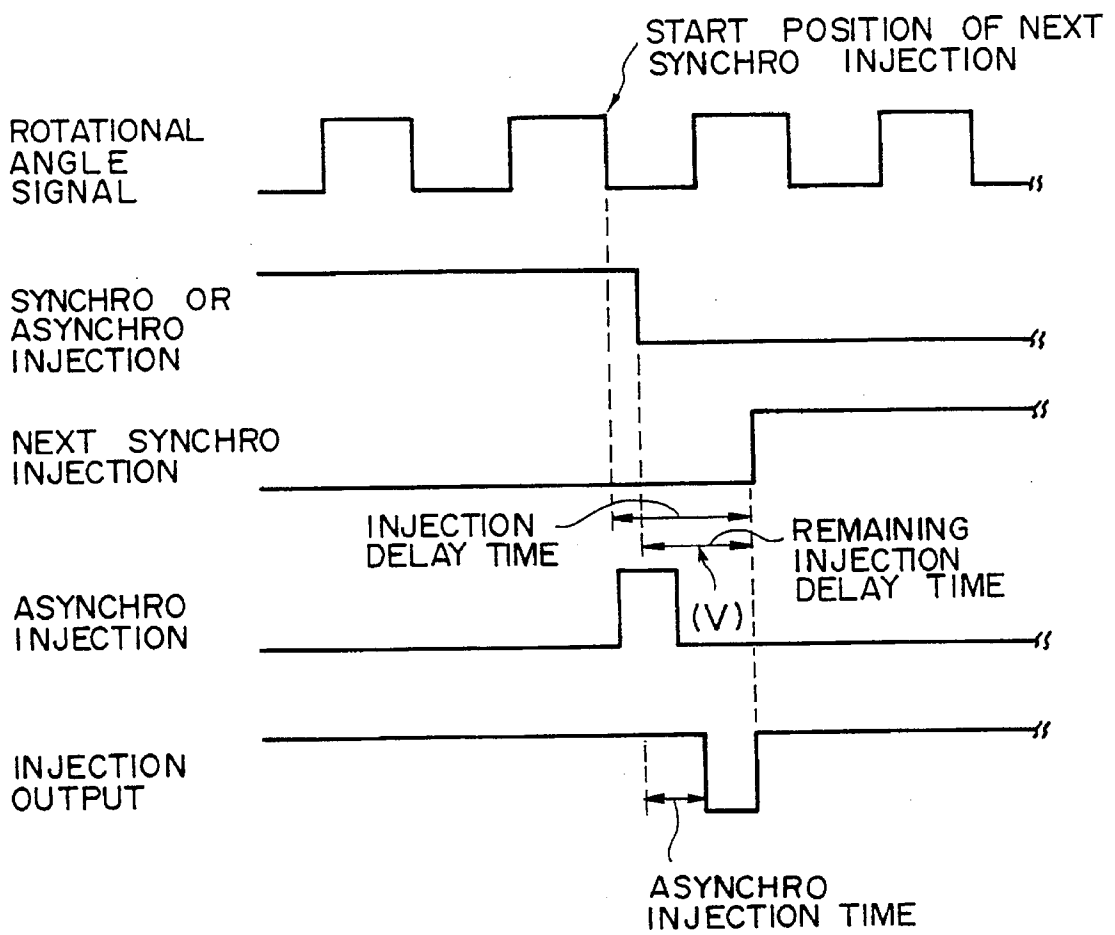 START POSITION OF NEXT
SYNCHRO INJECTION
ROTATIONAL
ANGLE
SIGNAL
SYNCHRO OR
ASYNCHRO
INJECTION
NEXT SYNCHRO
INJECTION
INJECTION
DELAY TIME
REMAINING
INJECTION
DELAY TIME
(V)
ASYNCHRO
INJECTION
INJECTION
OUTPUT
ASYNCHRO
INJECTION TIME